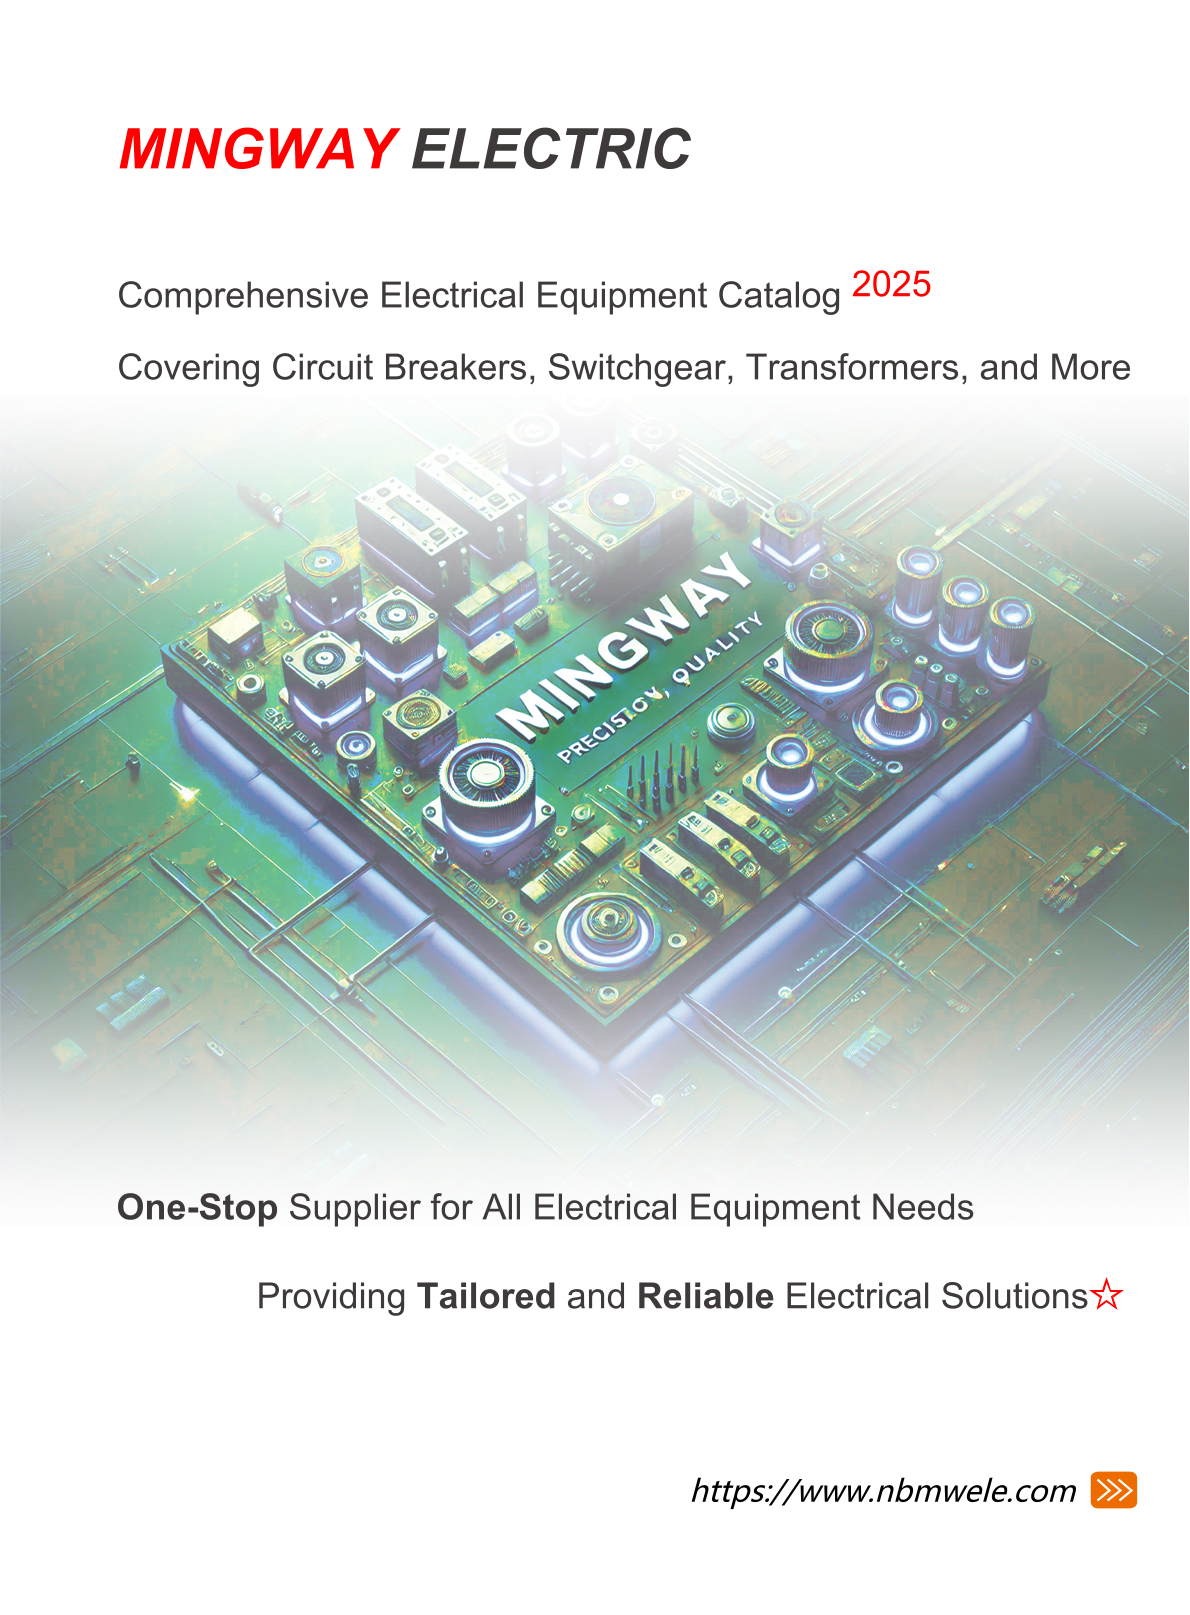 MINGWAY ELECTRIC
Comprehensive Electrical Equipment Catalog 2025
Covering Circuit Breakers, Switchgear, Transformers, and More
MINGWAY
PRECISION, QUALITY
One-Stop Supplier for All Electrical Equipment Needs
Providing Tailored and Reliable Electrical Solutions☆
https://www.nbmwele.com